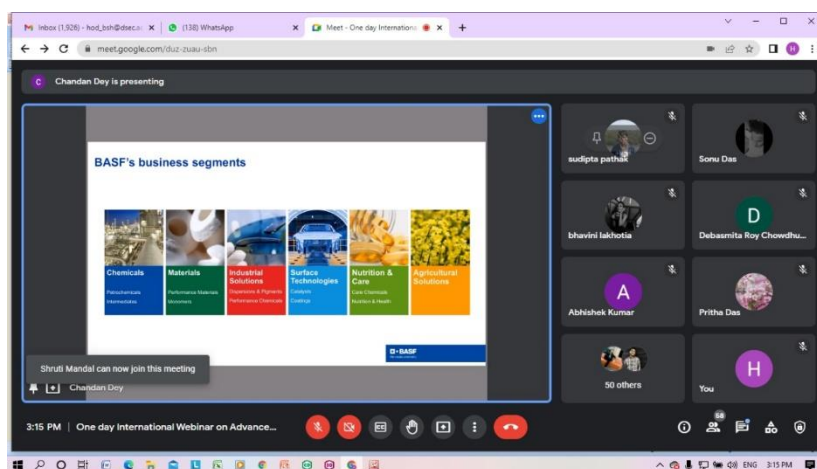 Inbox (1,926) - hod_bsh@dsec.ac
(138) WhatsApp
Meet - One day Internationa
meet.google.com/duz-zuau-sbn
H
C
Chandan Dey is presenting
BASF's business segments
Chemicals
Petrochemicals
Intermediates
Materials
Performance Materials
Monomers
Industrial
Solutions
Dispersions & Pigments
Performance Chemicals
Surface
Technologies
Catalysts
Coatings
Nutrition &
Care
Care Chemicals
Nutrition & Health
Agricultural
Solutions
BASF
Shruti Mandal can now join this meeting
Chandan Dey
sudipta pathak
Sonu Das
bhavini lakhotia
D
Debasmita Roy Chowdhu...
A
Abhishek Kumar
Pritha Das
50 others
H
You
3:15 PM | One day International Webinar on Advance...
CC
58
ENG 3:15 PM